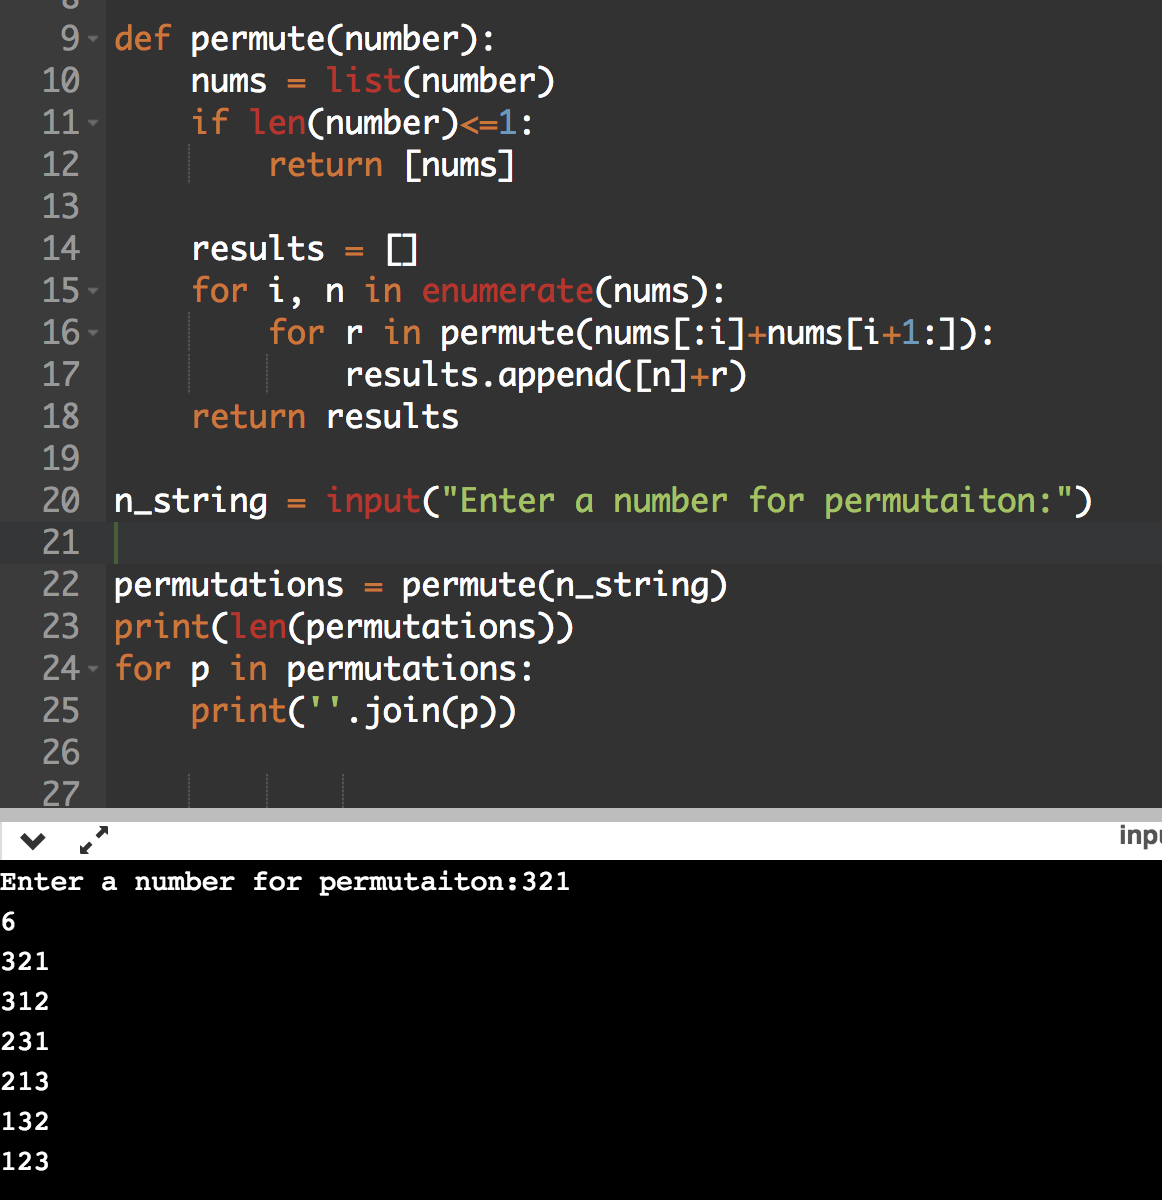 9 def permute(number):
10 nums = list(number)
11 if len(number)<=1:
12 return [nums]
13
14 results = []
15 for i, n in enumerate(nums):
16 for r in permute(nums[:i]+nums[i+1:]):
17 results.append([n]+r)
18 return results
19
20 n_string = input("Enter a number for permutaiton:")
21
22 permutations = permute(n_string)
23 print(len(permutations))
24 for p in permutations:
25 print(''.join(p))
26
27
Enter a number for permutaiton:321
6
321
312
231
213
132
123